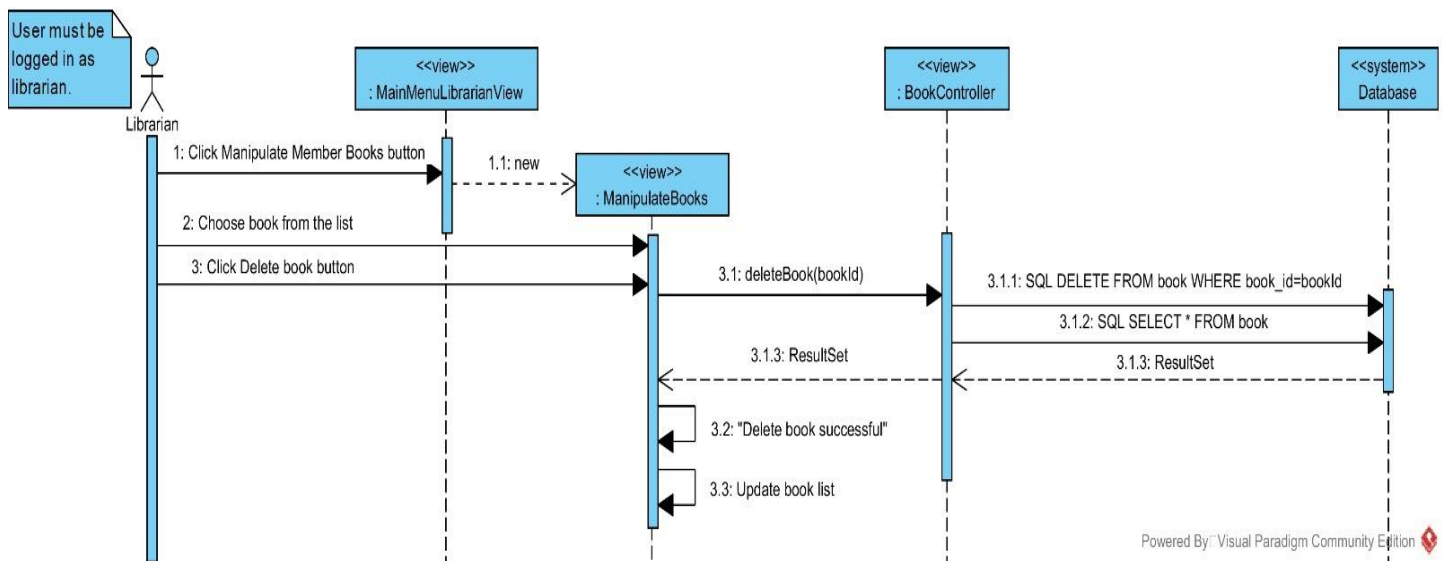 User must be
logged in as
librarian.
Librarian
<<view>>
: MainMenuLibrarianView
<<view>>
: BookController
<<system>>
Database
1: Click Manipulate Member Books button
1.1: new
<<view>>
: ManipulateBooks
2: Choose book from the list
3: Click Delete book button
3.1: deleteBook(bookId)
3.1.1: SQL DELETE FROM book WHERE book_id=bookId
3.1.2: SQL SELECT * FROM book
3.1.3: ResultSet
3.1.3: ResultSet
3.2: "Delete book successful"
3.3: Update book list
Powered By Visual Paradigm Community Edition